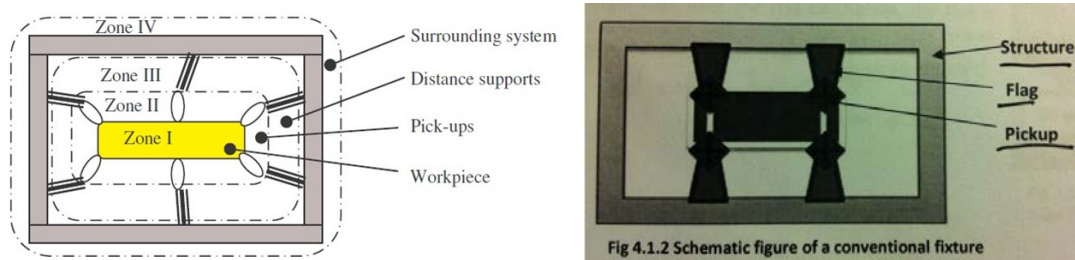 Zone IV
Zone III
Zone II
Zone I
Surrounding system
Distance supports
Pick-ups
Workpiece
Structure
Flag
Pickup
Fig 4.1.2 Schematic figure of a conventional fixture